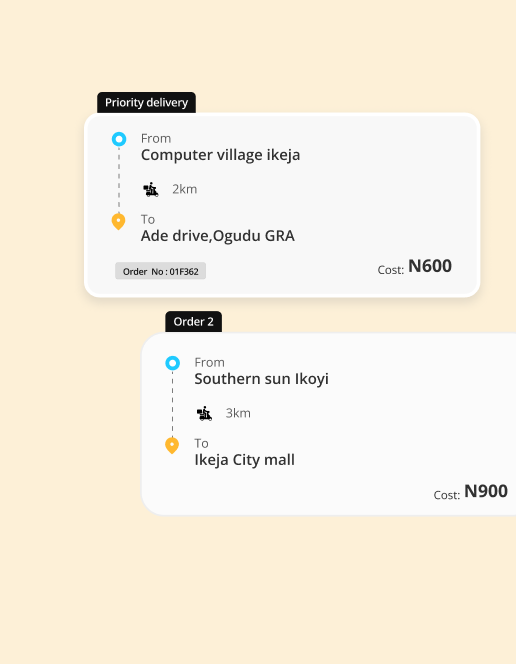 Priority delivery
From
Computer village ikeja
2km
To
Ade drive,Ogudu GRA
Order No : 01F362
Cost: N600
Order 2
From
Southern sun Ikoyi
3km
To
Ikeja City mall
Cost: N900